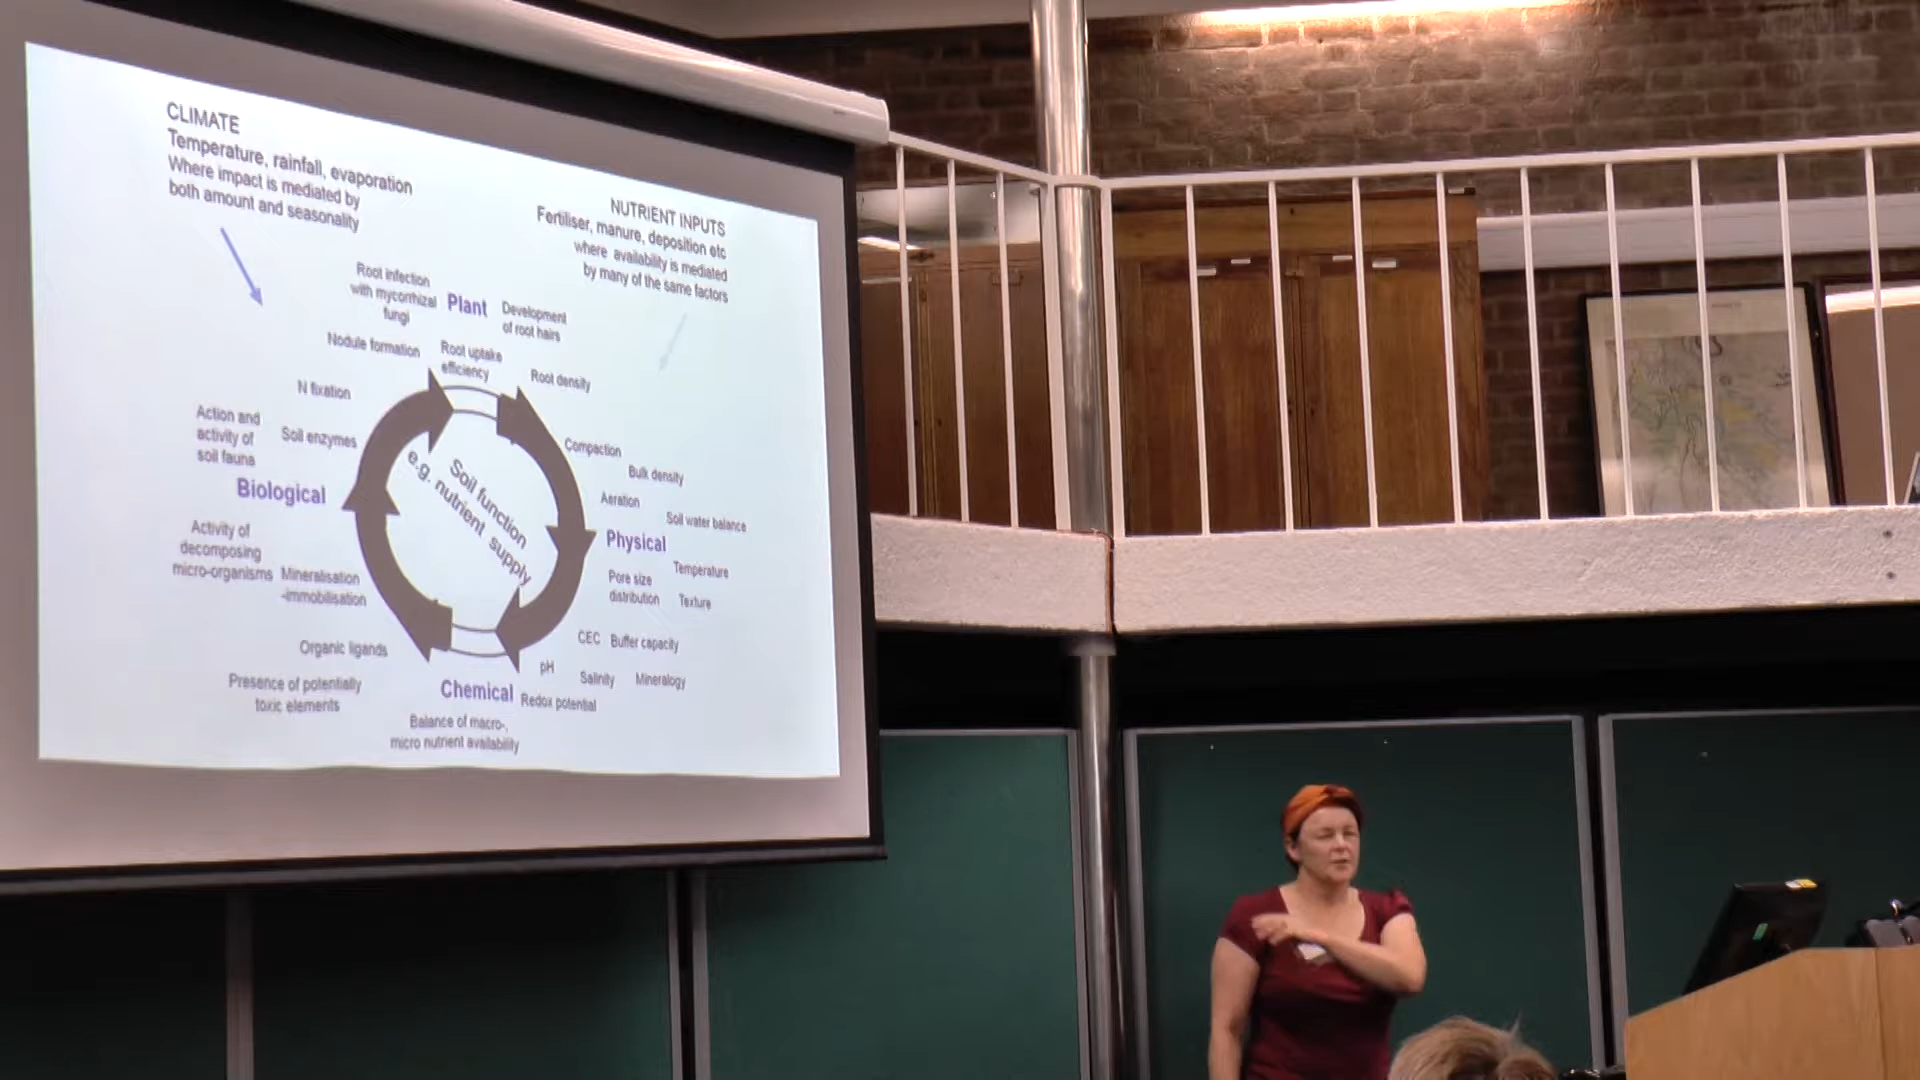 CLIMATE
Temperature, rainfall, evaporation
Where impact is mediated by
both amount and seasonality
NUTRIENT INPUTS
Fertiliser, manure, deposition etc
where availability is mediated
by many of the same factors
Root infection
with mycorrhizal
fungi
Plant
Development
of root hairs
Nodule formation
Root uptake
efficiency
Root density
N fixation
Action and
activity of
soil fauna
Soil enzymes
Compaction
Bulk density
Aeration
Soil water balance
Biological
Soil function
e.g. nutrient supply
Physical
Temperature
Activity of
decomposing
micro-organisms
Mineralisation
-immobilisation
Pore size
distribution
Texture
Organic ligands
CEC
Buffer capacity
pH
Salinity
Mineralogy
Presence of potentially
toxic elements
Chemical
Redox potential
Balance of macro-,
micro nutrient availability